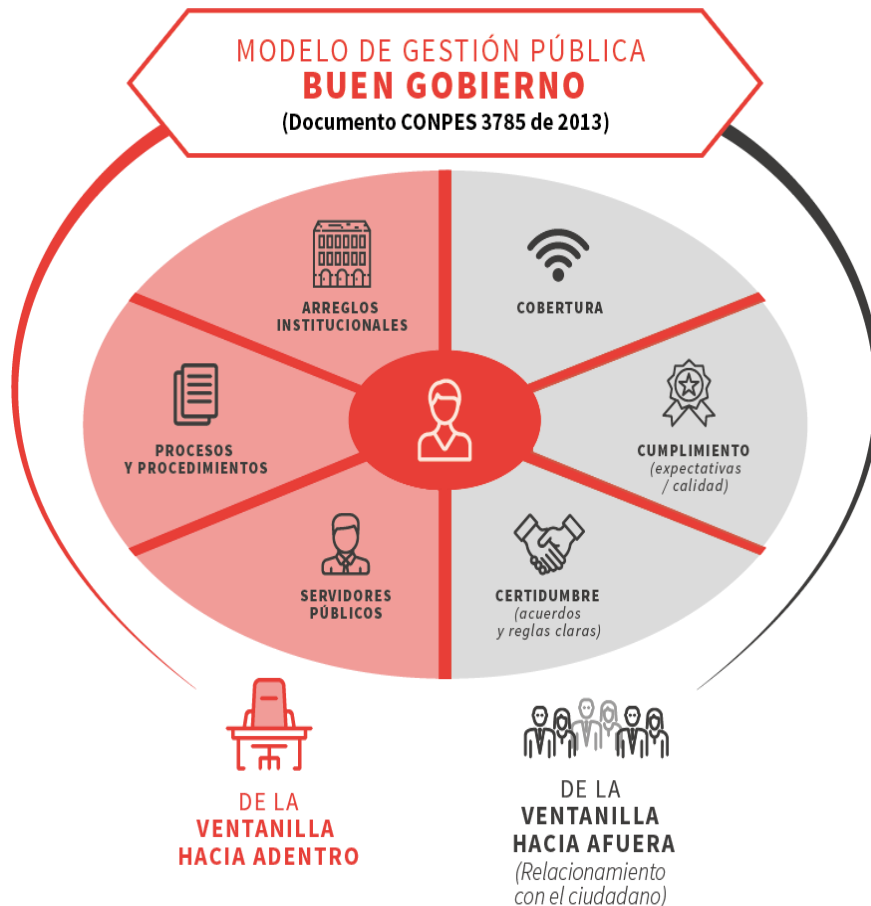 MODELO DE GESTIÓN PÚBLICA
BUEN GOBIERNO
(Documento CONPES 3785 de 2013)
ARREGLOS
INSTITUCIONALES
COBERTURA
PROCESOS
Y PROCEDIMIENTOS
CUMPLIMIENTO
(expectativas
/ calidad)
SERVIDORES
PÚBLICOS
CERTIDUMBRE
(acuerdos
y reglas claras)
DE LA
VENTANILLA
HACIA ADENTRO
DE LA
VENTANILLA
HACIA AFUERA
(Relacionamiento
con el ciudadano)